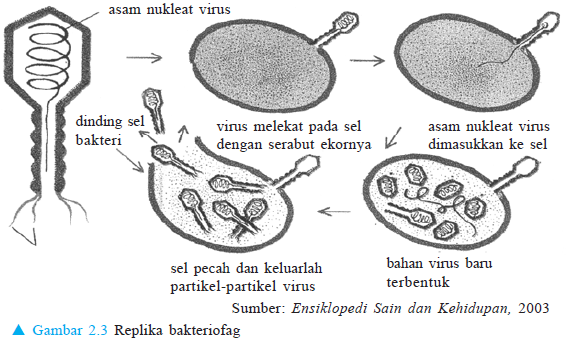 asam nukleat virus
virus melekat pada sel
dengan serabut ekornya
asam nukleat virus
dimasukkan ke sel
dinding sel
bakteri
sel pecah dan keluarlah
partikel-partikel virus
bahan virus baru
terbentuk
Sumber: Ensiklopedi Sain dan Kehidupan, 2003
▲ Gambar 2.3 Replika bakteriofag